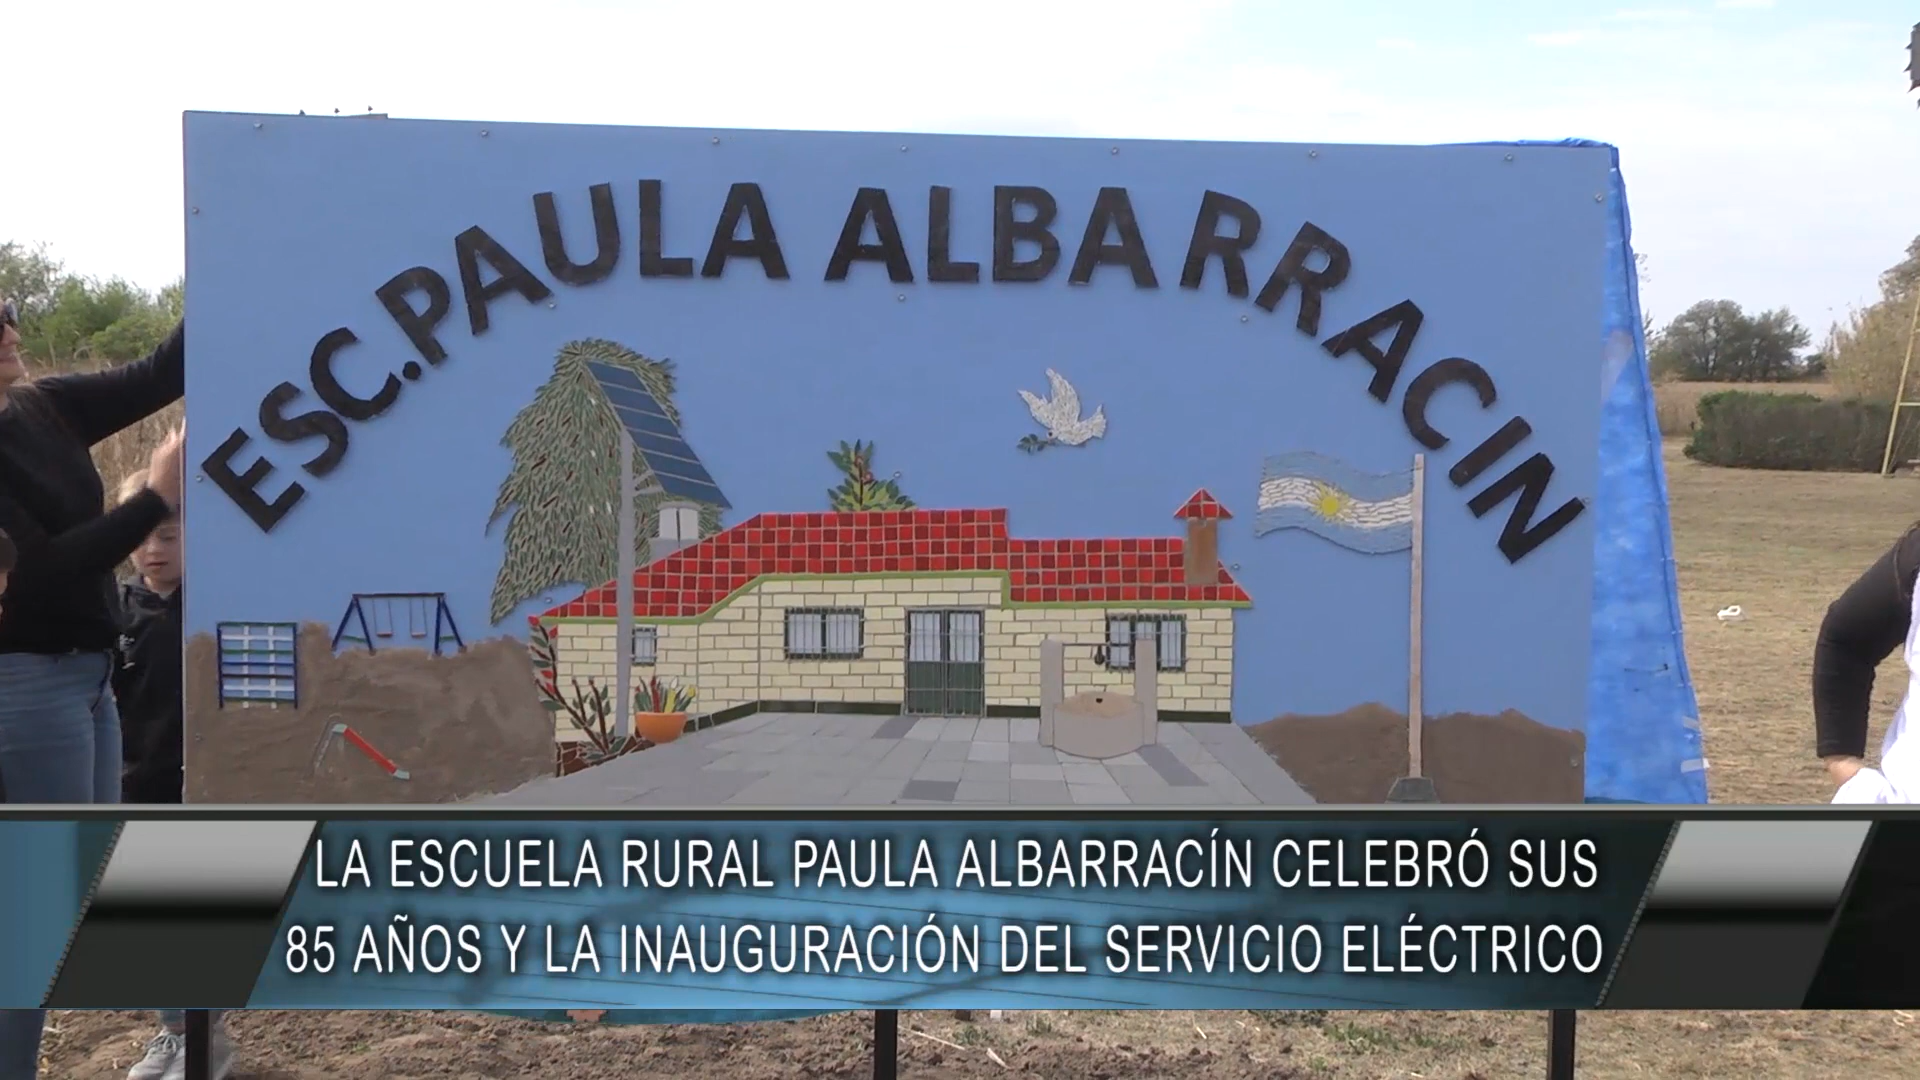 ESC. PAULA ALBARRACIN
LA ESCUELA RURAL PAULA ALBARRACÍN CELEBRÓ SUS
85 AÑOS Y LA INAUGURACIÓN DEL SERVICIO ELÉCTRICO